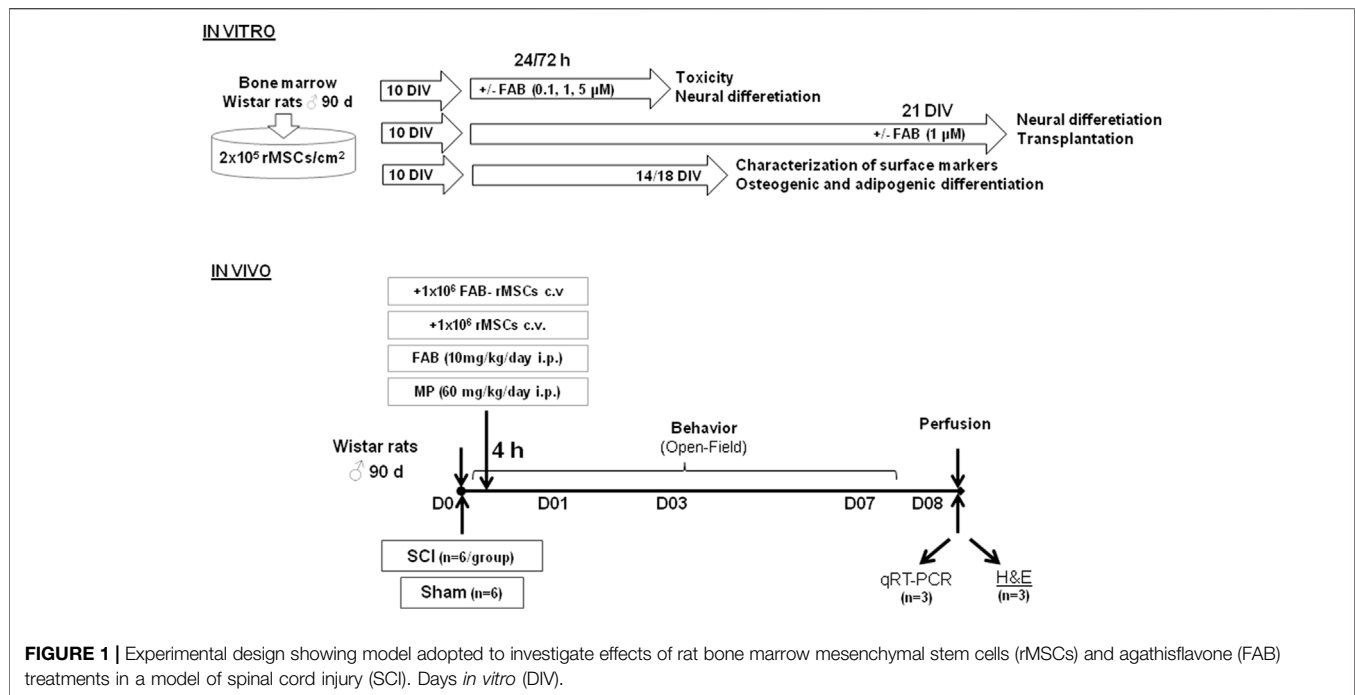 IN VITRO
Bone marrow
Wistar rats ♂ 90 d
2x10⁵ rMSCs/cm²
10 DIV
24/72 h
+/- FAB (0.1, 1, 5 µM)
Toxicity
Neural differetiation
10 DIV
21 DIV
+/- FAB (1 µM)
Neural differetiation
Transplantation
10 DIV
14/18 DIV
Characterization of surface markers
Osteogenic and adipogenic differentiation
IN VIVO
+1x10⁶ FAB- rMSCs c.v
+1x10⁶ rMSCs c.v.
FAB (10mg/kg/day i.p.)
MP (60 mg/kg/day i.p.)
Wistar rats
♂ 90 d
4 h
Behavior
(Open-Field)
Perfusion
D0
D01
D03
D07
D08
SCI (n=6/group)
Sham (n=6)
qRT-PCR
(n=3)
H&E
(n=3)
FIGURE 1 | Experimental design showing model adopted to investigate effects of rat bone marrow mesenchymal stem cells (rMSCs) and agathisflavone (FAB)
treatments in a model of spinal cord injury (SCI). Days in vitro (DIV).